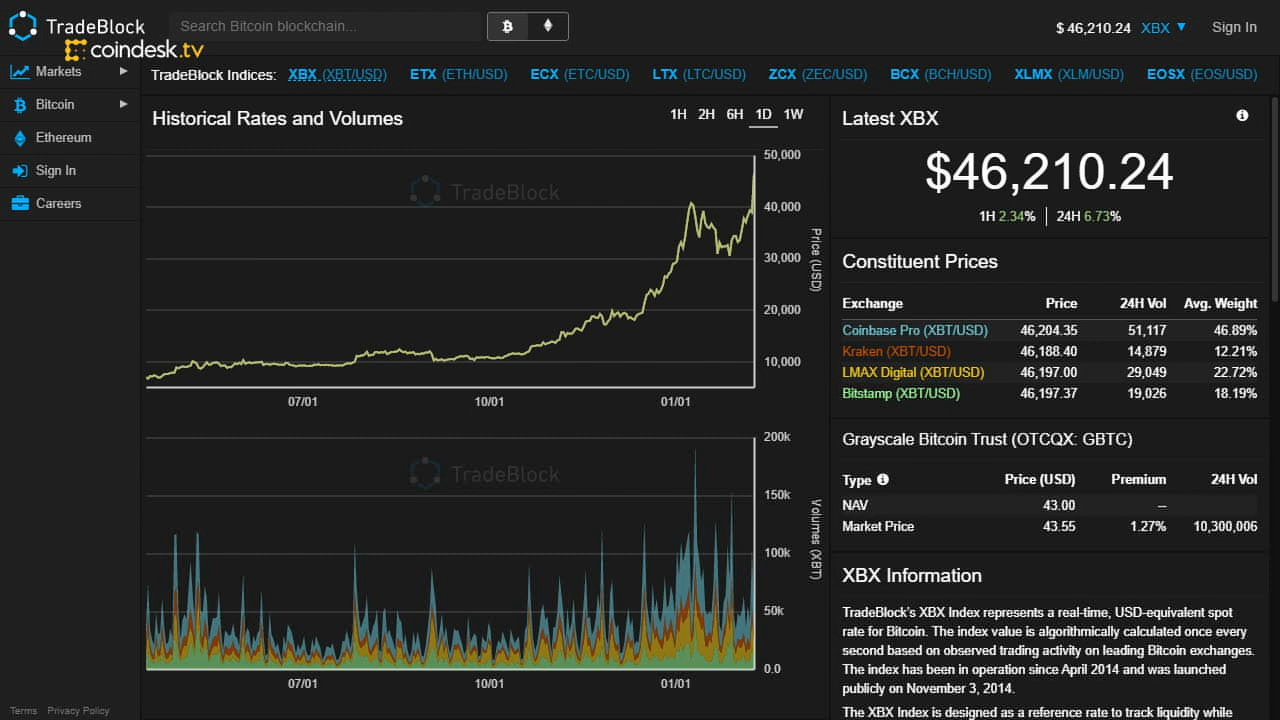 TradeBlock
Search Bitcoin blockchain...
$ 46,210.24 XBX ▼
Sign In
coindesk.tv
Markets
Bitcoin
Ethereum
Sign In
Careers
TradeBlock Indices: XBX (XBT/USD) ETX (ETH/USD) ECX (ETC/USD) LTX (LTC/USD) ZCX (ZEC/USD) BCX (BCH/USD) XLMX (XLM/USD) EOSX (EOS/USD)
Historical Rates and Volumes
1H 2H 6H 1D 1W
TradeBlock
50,000
40,000
30,000
20,000
10,000
Price (USD)
07/01 10/01 01/01
TradeBlock
200k
150k
100k
50k
0.0
Volumes (XBT)
07/01 10/01 01/01
Latest XBX
$46,210.24
1H 2.34% 24H 6.73%
Constituent Prices
Exchange Price 24H Vol Avg. Weight
Coinbase Pro (XBT/USD) 46,204.35 51,117 46.89%
Kraken (XBT/USD) 46,188.40 14,879 12.21%
LMAX Digital (XBT/USD) 46,197.00 29,049 22.72%
Bitstamp (XBT/USD) 46,197.37 19,026 18.19%
Grayscale Bitcoin Trust (OTCQX: GBTC)
Type Price (USD) Premium 24H Vol
NAV 43.00 --
Market Price 43.55 1.27% 10,300,006
XBX Information
TradeBlock's XBX Index represents a real-time, USD-equivalent spot
rate for Bitcoin. The index value is algorithmically calculated once every
second based on observed trading activity on leading Bitcoin exchanges.
The index has been in operation since April 2014 and was launched
publicly on November 3, 2014.
The XBX Index is designed as a reference rate to track liquidity while
Terms Privacy Policy